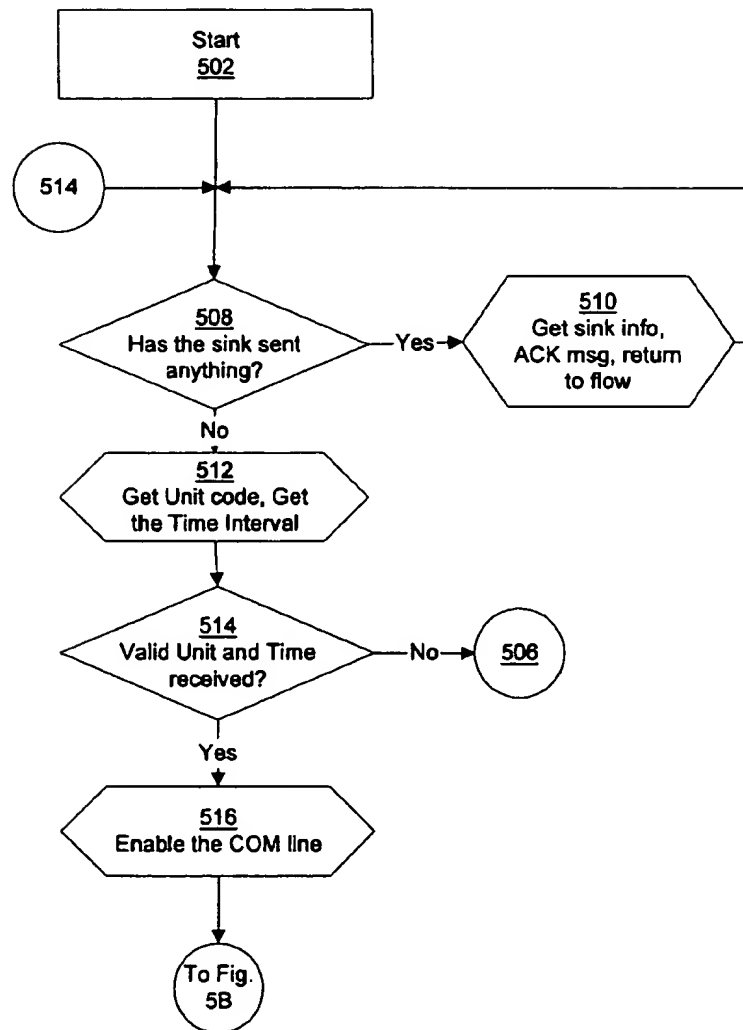 Start
502
514
508
Has the sink sent
anything?
Yes
510
Get sink info,
ACK msg, return
to flow
No
512
Get Unit code, Get
the Time Interval
514
Valid Unit and Time
received?
No
506
Yes
516
Enable the COM line
To Fig.
5B